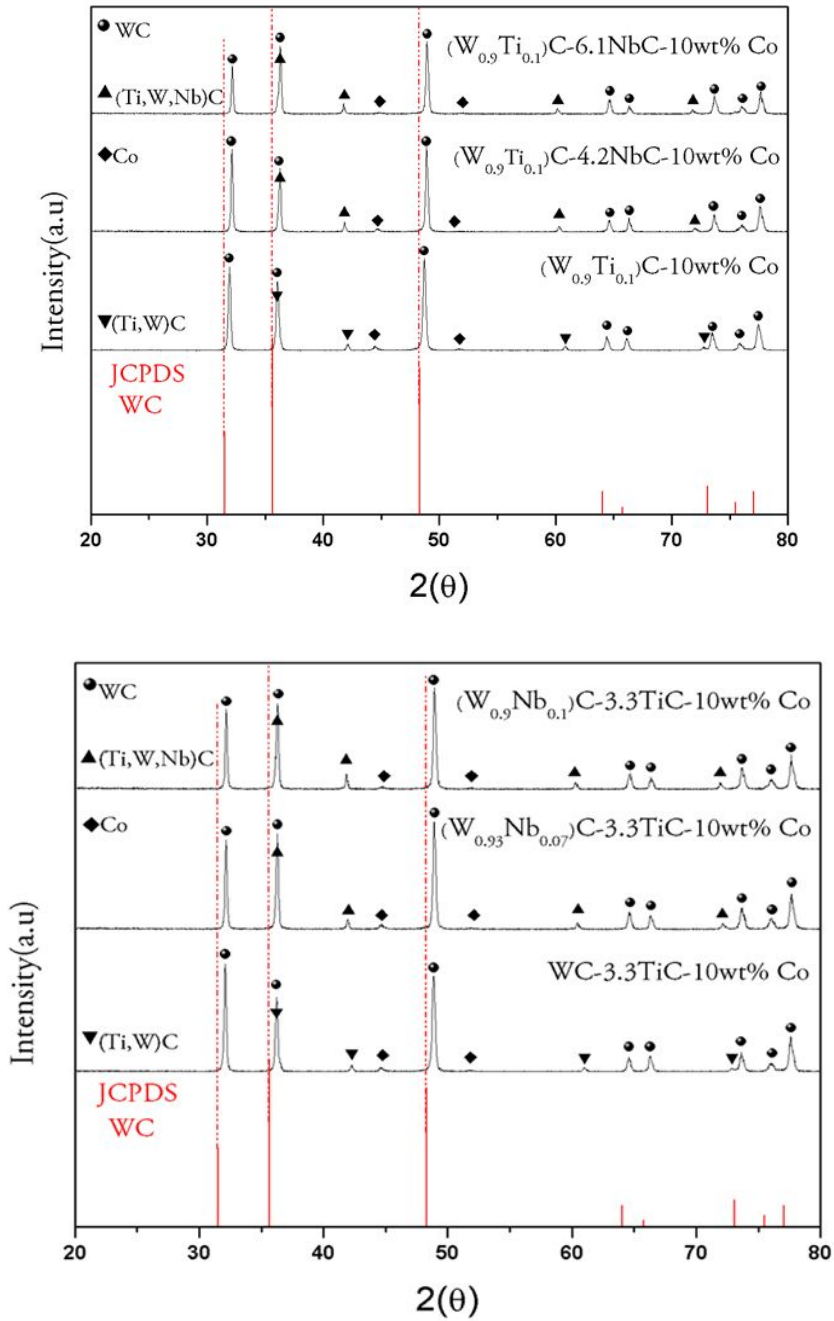 WC
(W0.9Ti0.1)C-6.1NbC-10wt% Co
(Ti,W,Nb)C
Co
(W0.9Ti0.1)C-4.2NbC-10wt% Co
(W0.9Ti0.1)C-10wt% Co
(Ti,W)C
JCPDS
WC
Intensity(a.u)
20 30 40 50 60 70 80
2(θ)
WC
(W0.9Nb0.1)C-3.3TiC-10wt% Co
(Ti,W,Nb)C
Co
(W0.93Nb0.07)C-3.3TiC-10wt% Co
WC-3.3TiC-10wt% Co
(Ti,W)C
JCPDS
WC
Intensity(a.u)
20 30 40 50 60 70 80
2(θ)